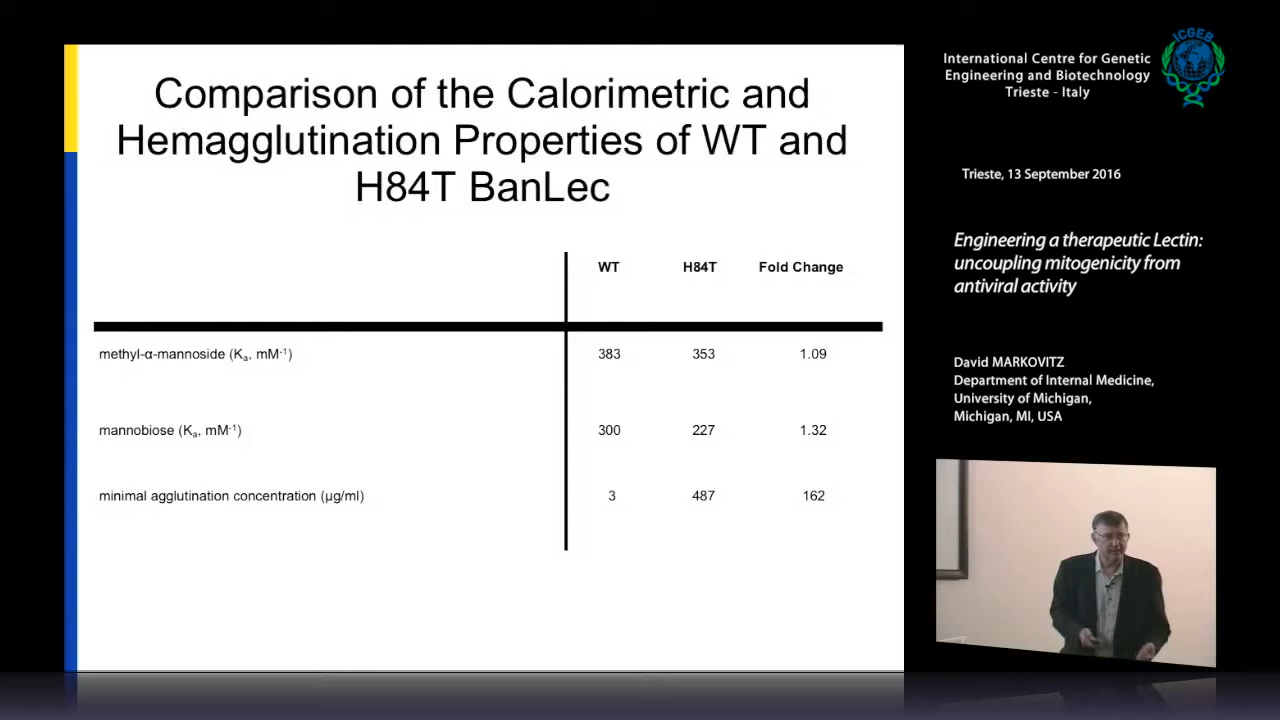 Comparison of the Calorimetric and
Hemagglutination Properties of WT and
H84T BanLec
WT H84T Fold Change
methyl-α-mannoside (Kₐ, mM⁻¹) 383 353 1.09
mannobiose (Kₐ, mM⁻¹) 300 227 1.32
minimal agglutination concentration (µg/ml) 3 487 162
International Centre for Genetic
Engineering and Biotechnology
Trieste - Italy
ICGEB
Trieste, 13 September 2016
Engineering a therapeutic Lectin:
uncoupling mitogenicity from
antiviral activity
David MARKOVITZ
Department of Internal Medicine,
University of Michigan,
Michigan, MI, USA